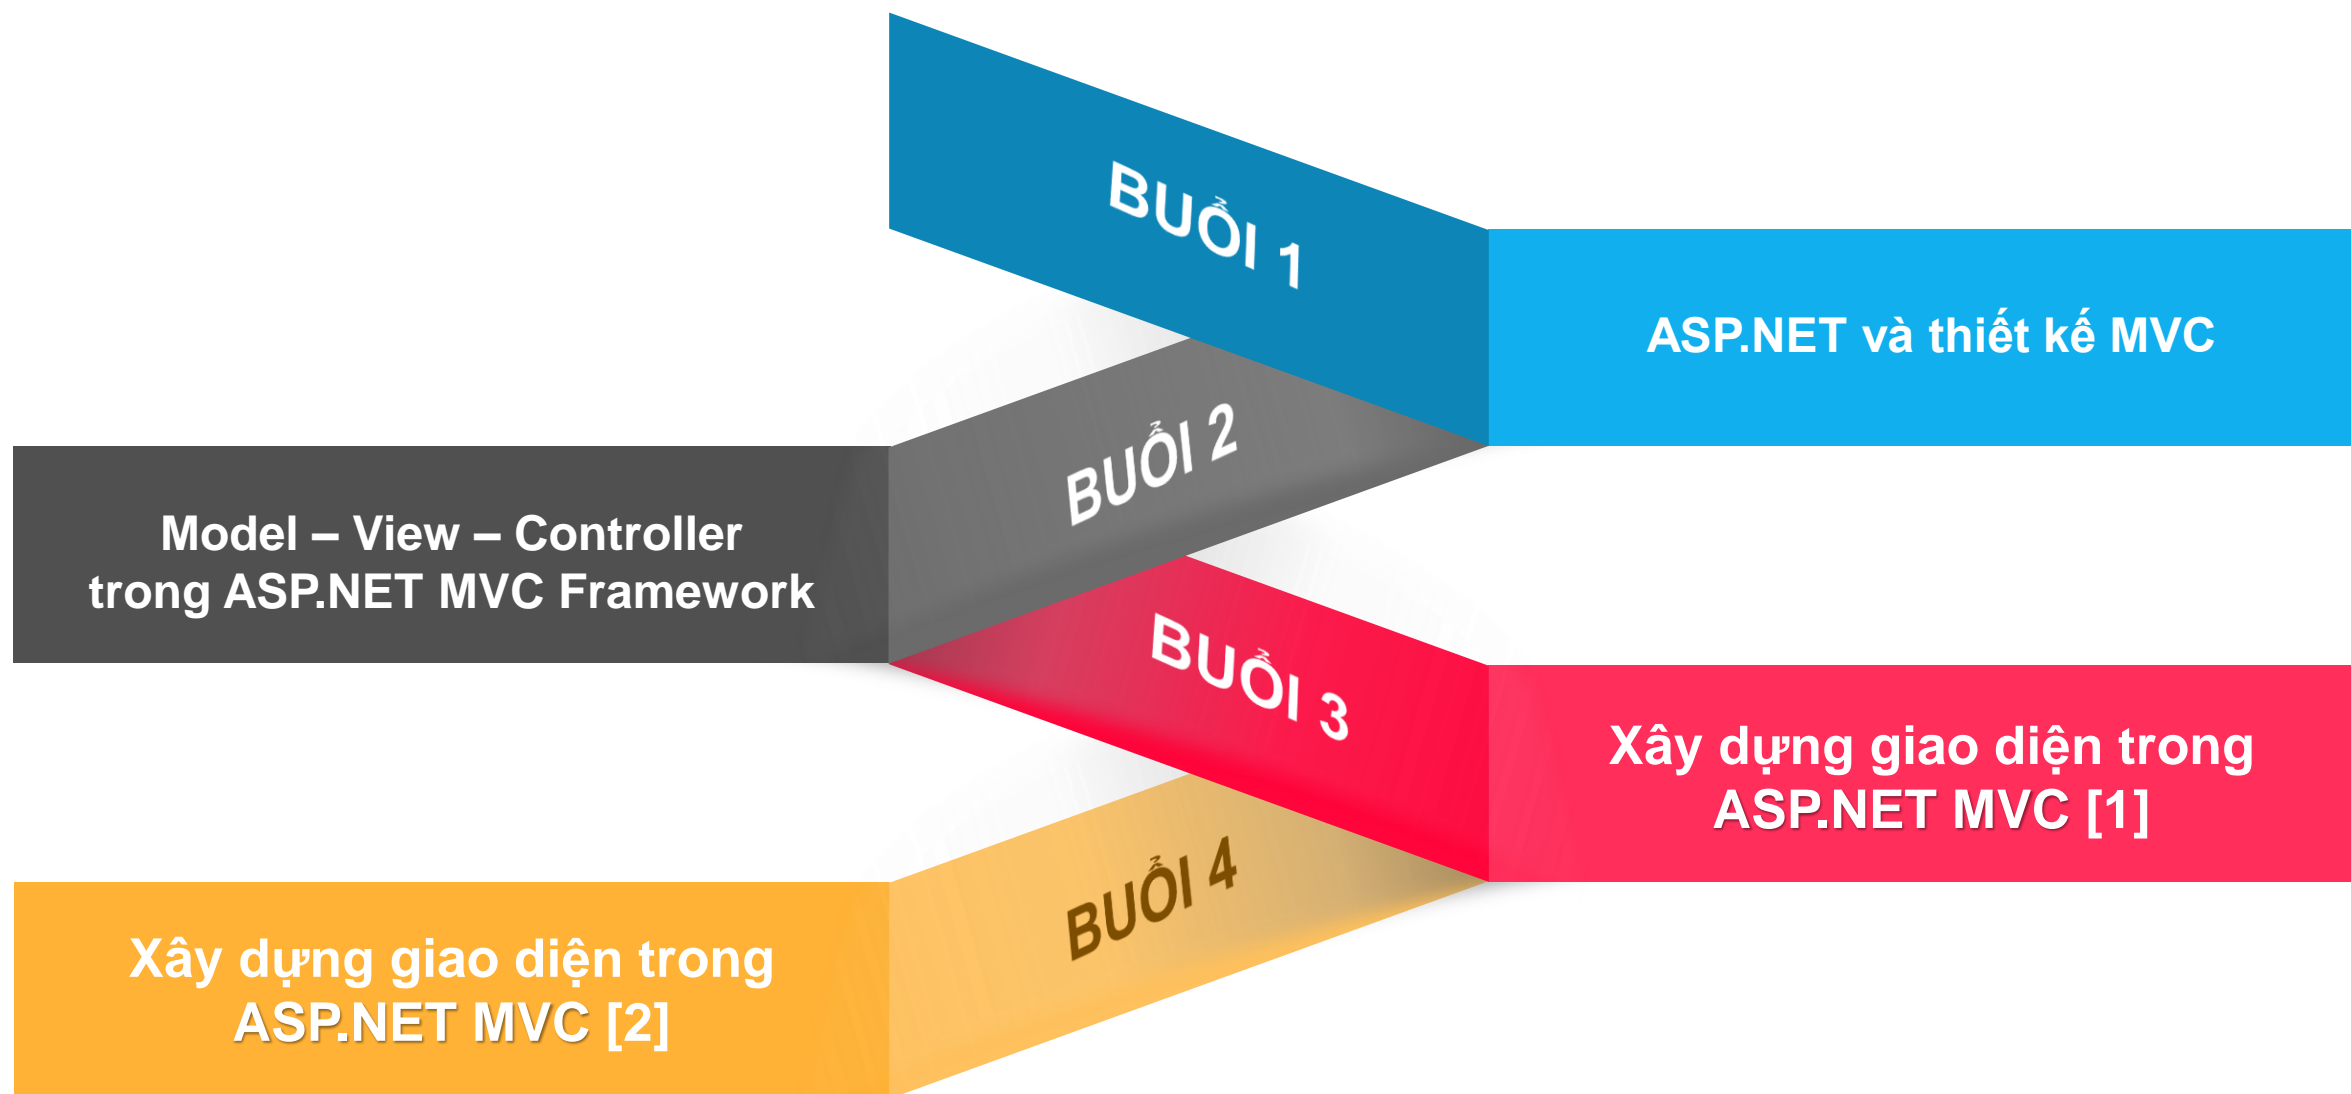 BUỔI 1
ASP.NET và thiết kế MVC
BUỔI 2
Model – View – Controller
trong ASP.NET MVC Framework
BUỔI 3
Xây dựng giao diện trong
ASP.NET MVC [1]
BUỔI 4
Xây dựng giao diện trong
ASP.NET MVC [2]